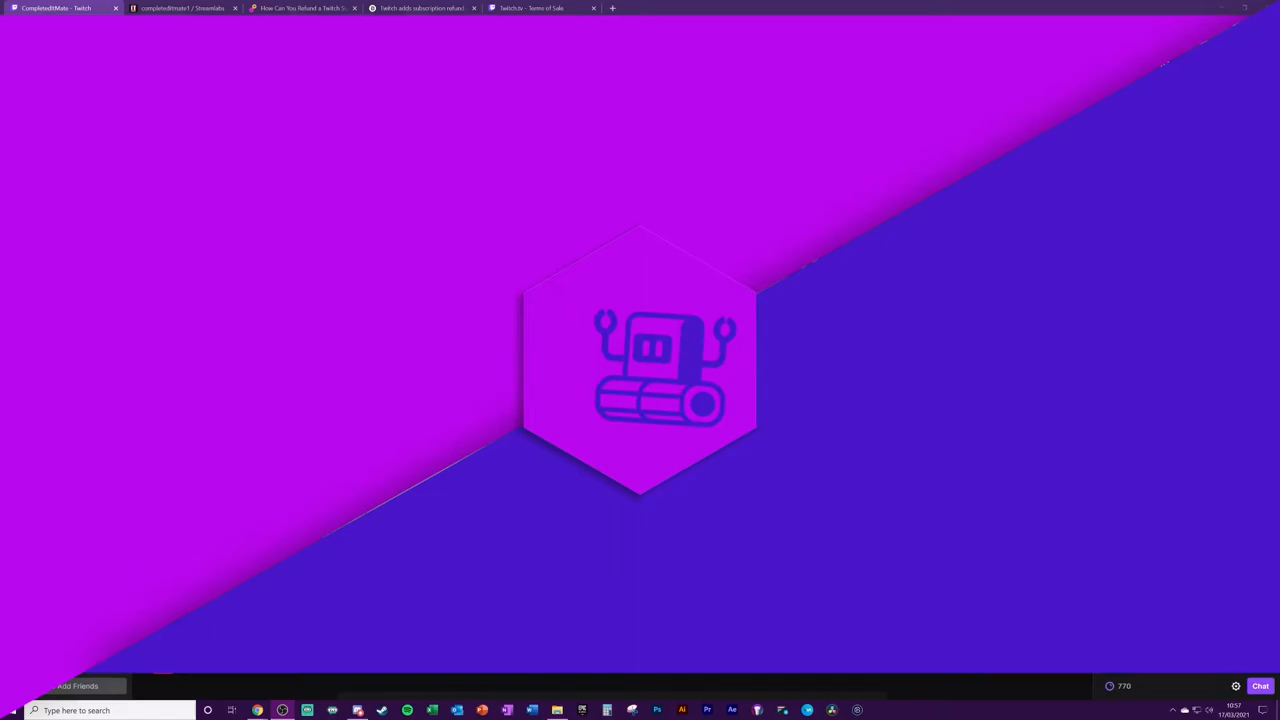 CompleteditMate - Twitch
completeditmate1 / Streamlabs
How Can You Refund a Twitch Su
Twitch adds subscription refund
Twitch.tv - Terms of Sale
Add Friends
770
Chat
Type here to search
10:57
17/03/2021